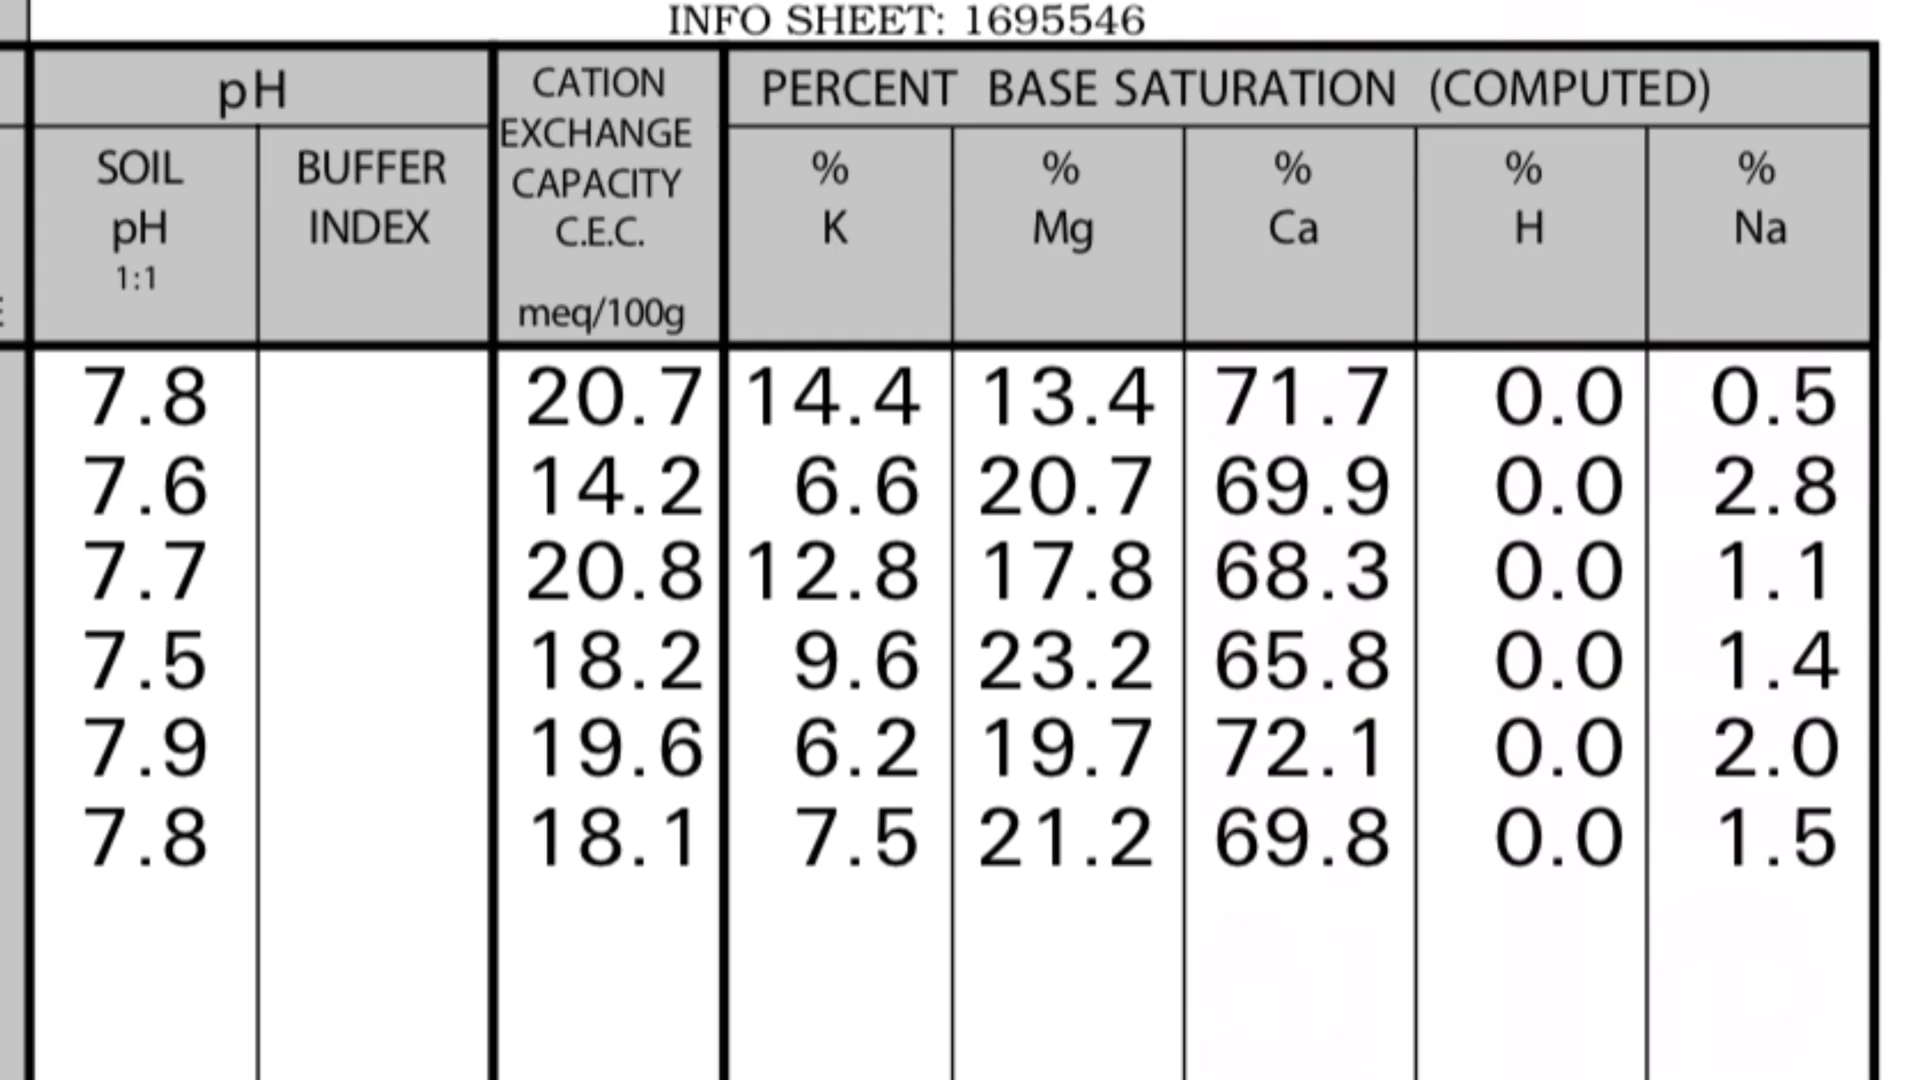 INFO SHEET: 1695546
pH
CATION EXCHANGE CAPACITY C.E.C. meq/100g
PERCENT BASE SATURATION (COMPUTED)
SOIL pH 1:1
BUFFER INDEX
% K
% Mg
% Ca
% H
% Na
7.8 20.7 14.4 13.4 71.7 0.0 0.5
7.6 14.2 6.6 20.7 69.9 0.0 2.8
7.7 20.8 12.8 17.8 68.3 0.0 1.1
7.5 18.2 9.6 23.2 65.8 0.0 1.4
7.9 19.6 6.2 19.7 72.1 0.0 2.0
7.8 18.1 7.5 21.2 69.8 0.0 1.5